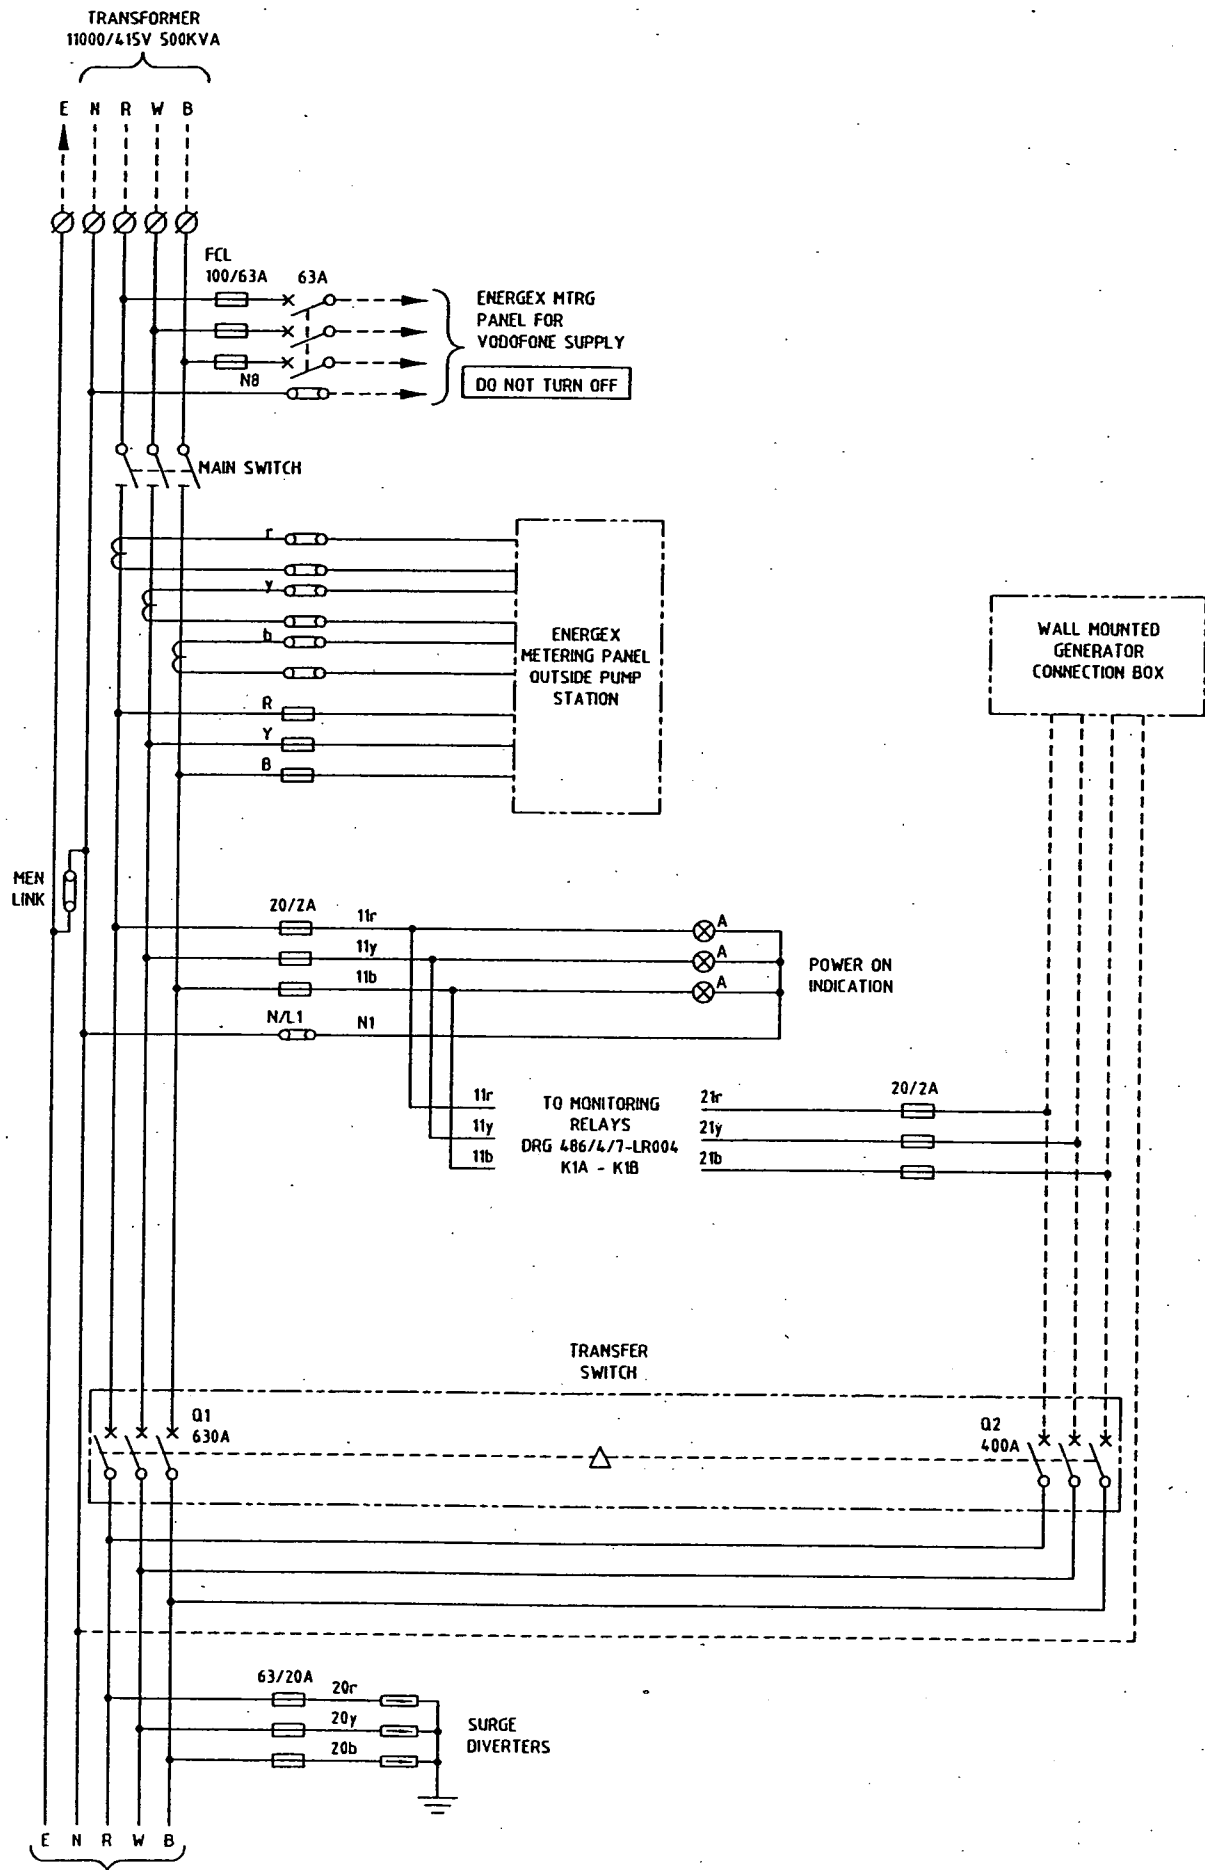 TRANSFORMER
11000/415V 500KVA
E N R W B
FCL
100/63A 63A
N8
ENERGEX MTRG
PANEL FOR
VODOFONE SUPPLY
DO NOT TURN OFF
MAIN SWITCH
r
y
b
R
Y
B
ENERGEX
METERING PANEL
OUTSIDE PUMP
STATION
WALL MOUNTED
GENERATOR
CONNECTION BOX
MEN
LINK
20/2A 11r
11y
11b
N/L1 N1
A
A
A
POWER ON
INDICATION
11r
11y
11b
TO MONITORING
RELAYS
DRG 486/4/7-LR004
K1A - K1B
21r
21y
21b
20/2A
TRANSFER
SWITCH
Q1
630A
Q2
400A
63/20A 20r
20y
20b
SURGE
DIVERTERS
E N R W B